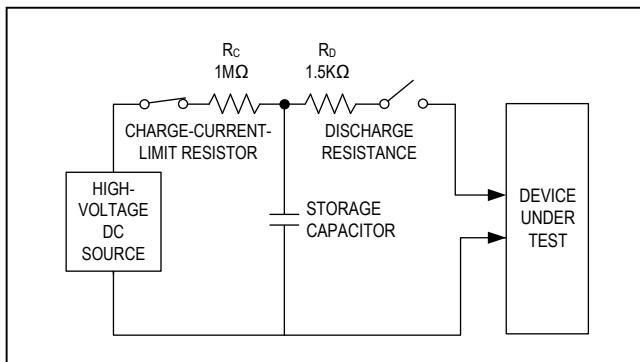 RC
1MΩ
RD
1.5KΩ
CHARGE-CURRENT-
LIMIT RESISTOR
DISCHARGE
RESISTANCE
HIGH-
VOLTAGE
DC
SOURCE
STORAGE
CAPACITOR
DEVICE
UNDER
TEST